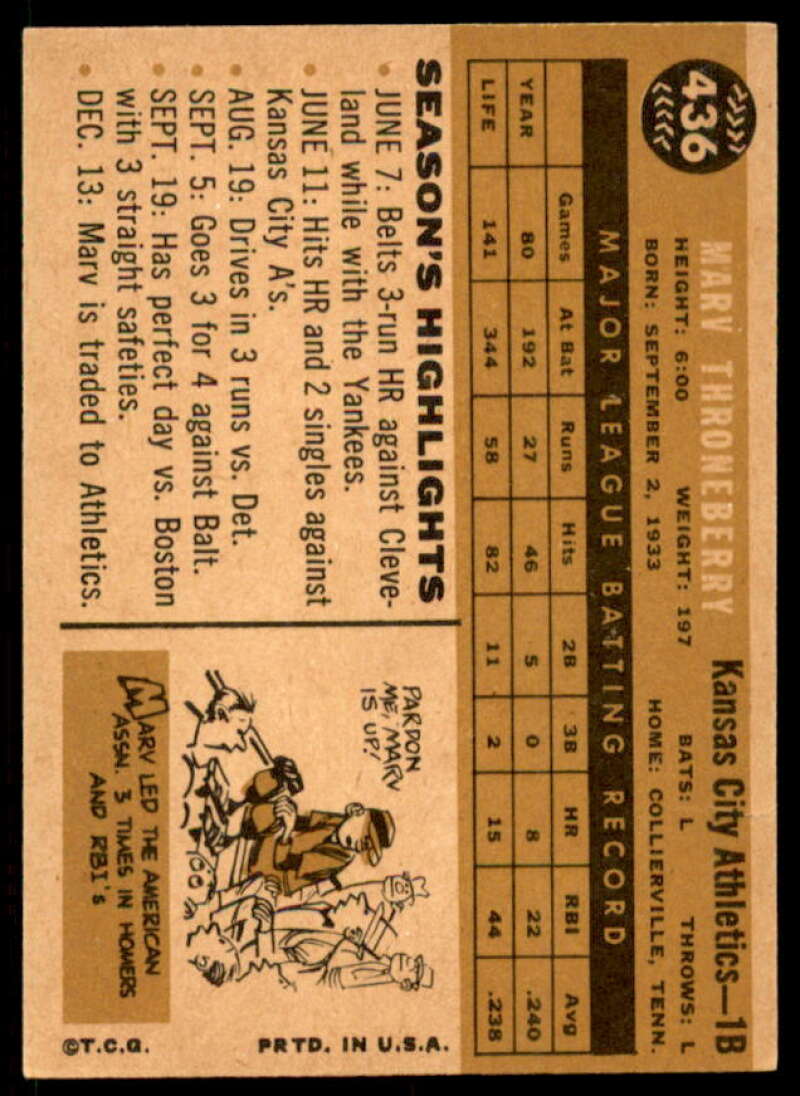 436
MARV THRONEBERRY Kansas City Athletics—1B
HEIGHT: 6:00 WEIGHT: 197 BATS: L THROWS: L
BORN: SEPTEMBER 2, 1933 HOME: COLLIERVILLE, TENN.
MAJOR LEAGUE BATTING RECORD
Games At Bat Runs Hits 2B 3B HR RBI Avg
YEAR 80 192 27 46 5 0 8 22 .240
LIFE 141 344 58 82 11 2 15 44 .238
SEASON'S HIGHLIGHTS
• JUNE 7: Belts 3-run HR against Cleve-
land while with the Yankees.
• JUNE 11: Hits HR and 2 singles against
Kansas City A's.
• AUG. 19: Drives in 3 runs vs. Det.
• SEPT. 5: Goes 3 for 4 against Balt.
• SEPT. 19: Has perfect day vs. Boston
with 3 straight safeties.
• DEC. 13: Marv is traded to Athletics.
PARDON
ME, MARV
IS UP!
MARV LED THE AMERICAN
ASSN. 3 TIMES IN HOMERS
AND RBI's
©T.C.G. PRTD. IN U.S.A.